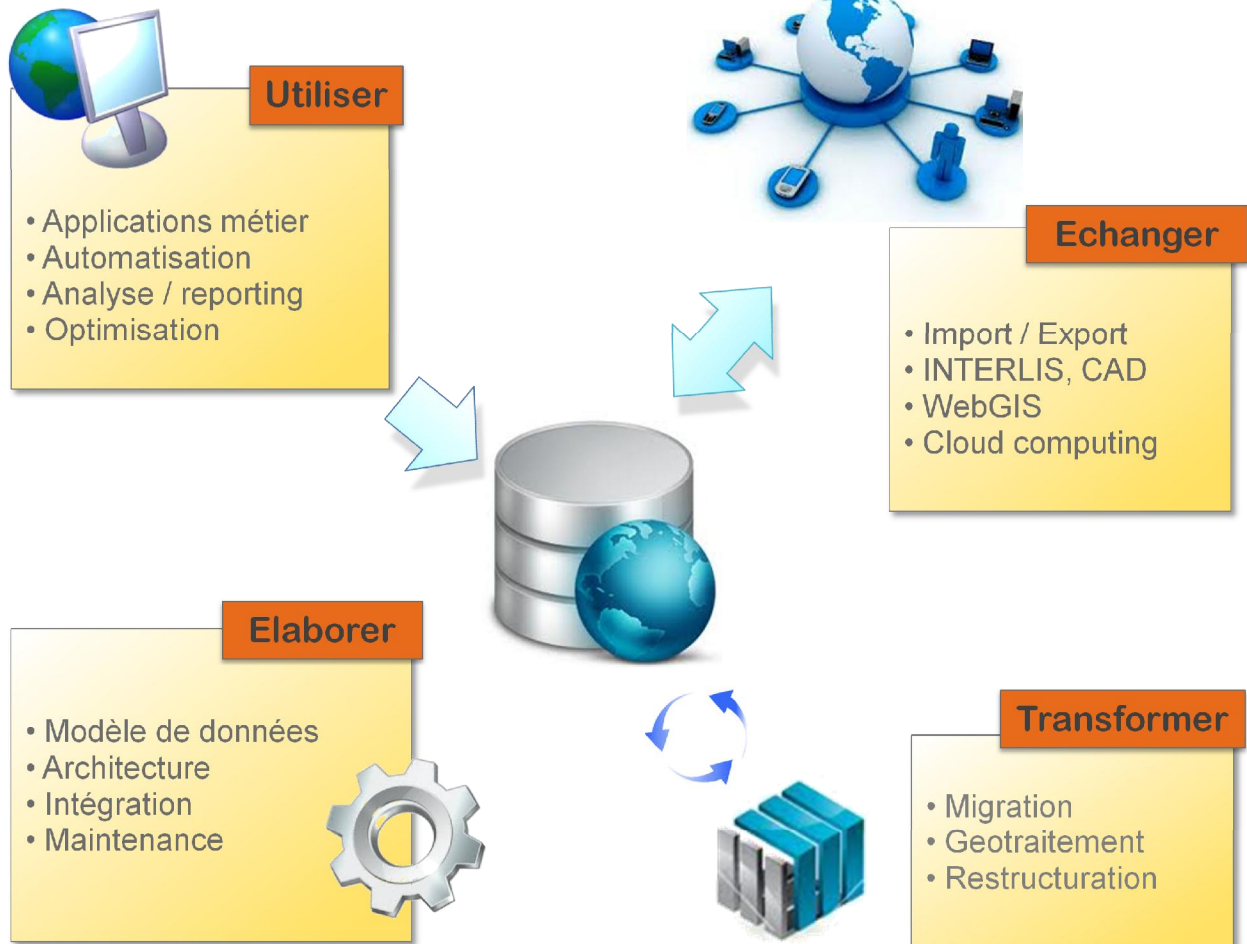 Utiliser
• Applications métier
• Automatisation
• Analyse / reporting
• Optimisation
Echanger
• Import / Export
• INTERLIS, CAD
• WebGIS
• Cloud computing
Elaborer
• Modèle de données
• Architecture
• Intégration
• Maintenance
Transformer
• Migration
• Geotraitement
• Restructuration